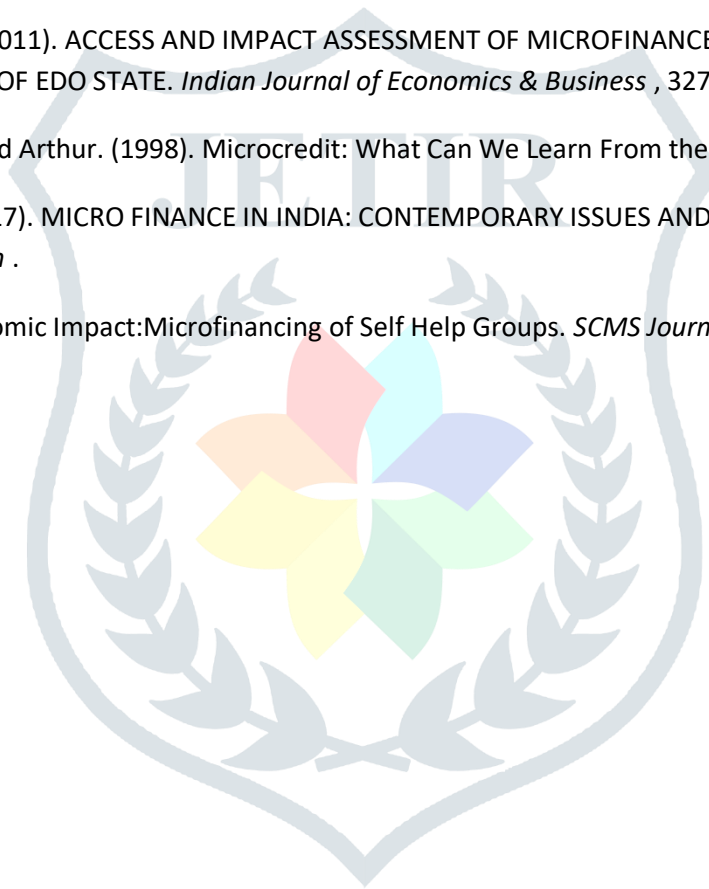 011). ACCESS AND IMPACT ASSESSMENT OF MICROFINANCE
OF EDO STATE. Indian Journal of Economics & Business , 327
d Arthur. (1998). Microcredit: What Can We Learn From the
17). MICRO FINANCE IN INDIA: CONTEMPORARY ISSUES AND
.
omic Impact:Microfinancing of Self Help Groups. SCMS Journ
JETIR